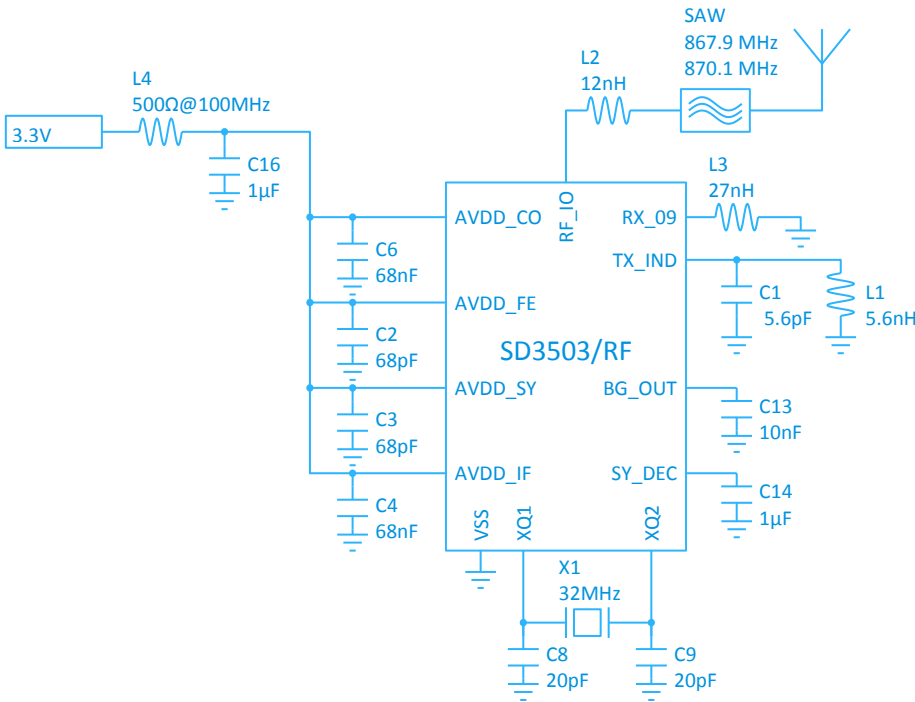 SAW
867.9 MHz
870.1 MHz
L2
12nH
L4
500Ω@100MHz
3.3V
C16
1µF
L3
27nH
AVDD_CO
RF_IO
RX_09
C6
68nF
TX_IND
C1
5.6pF
L1
5.6nH
AVDD_FE
C2
68pF
SD3503/RF
AVDD_SY
BG_OUT
C3
68pF
C13
10nF
AVDD_IF
SY_DEC
C4
68nF
C14
1µF
VSS
XQ1
XQ2
X1
32MHz
C8
20pF
C9
20pF